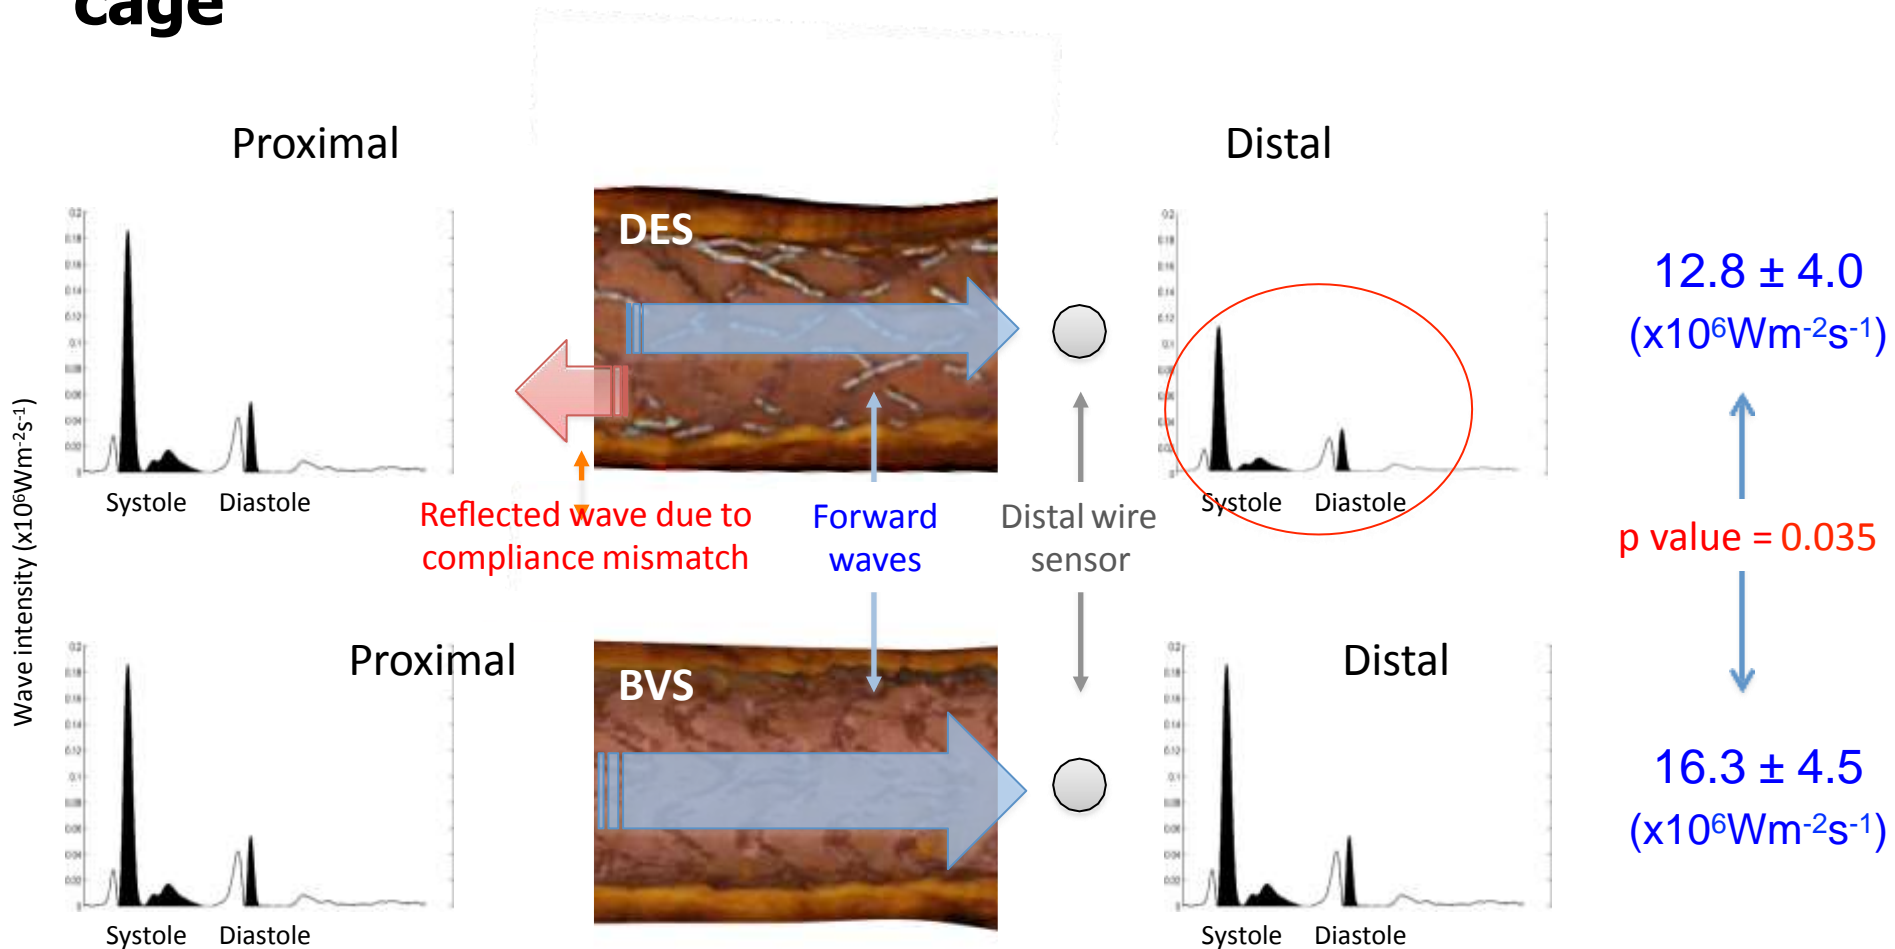 cage
Proximal
Distal
DES
12.8 ± 4.0
(x10⁶Wm⁻²s⁻¹)
Systole Diastole
Systole Diastole
Reflected wave due to
compliance mismatch
Forward
waves
Distal wire
sensor
p value = 0.035
Wave intensity (x10⁶Wm⁻²s⁻¹)
Proximal
BVS
Distal
16.3 ± 4.5
(x10⁶Wm⁻²s⁻¹)
Systole Diastole
Systole Diastole